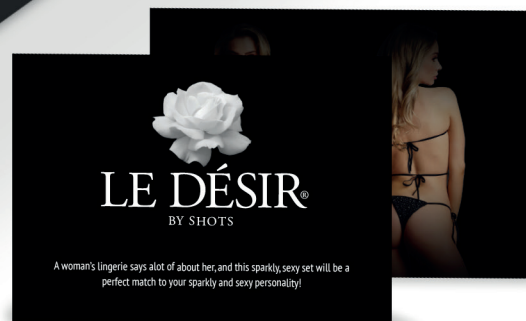 LE DÉSIR®
BY SHOTS
A woman's lingerie says alot of about her, and this sparkly, sexy set will be a
perfect match to your sparkly and sexy personality!